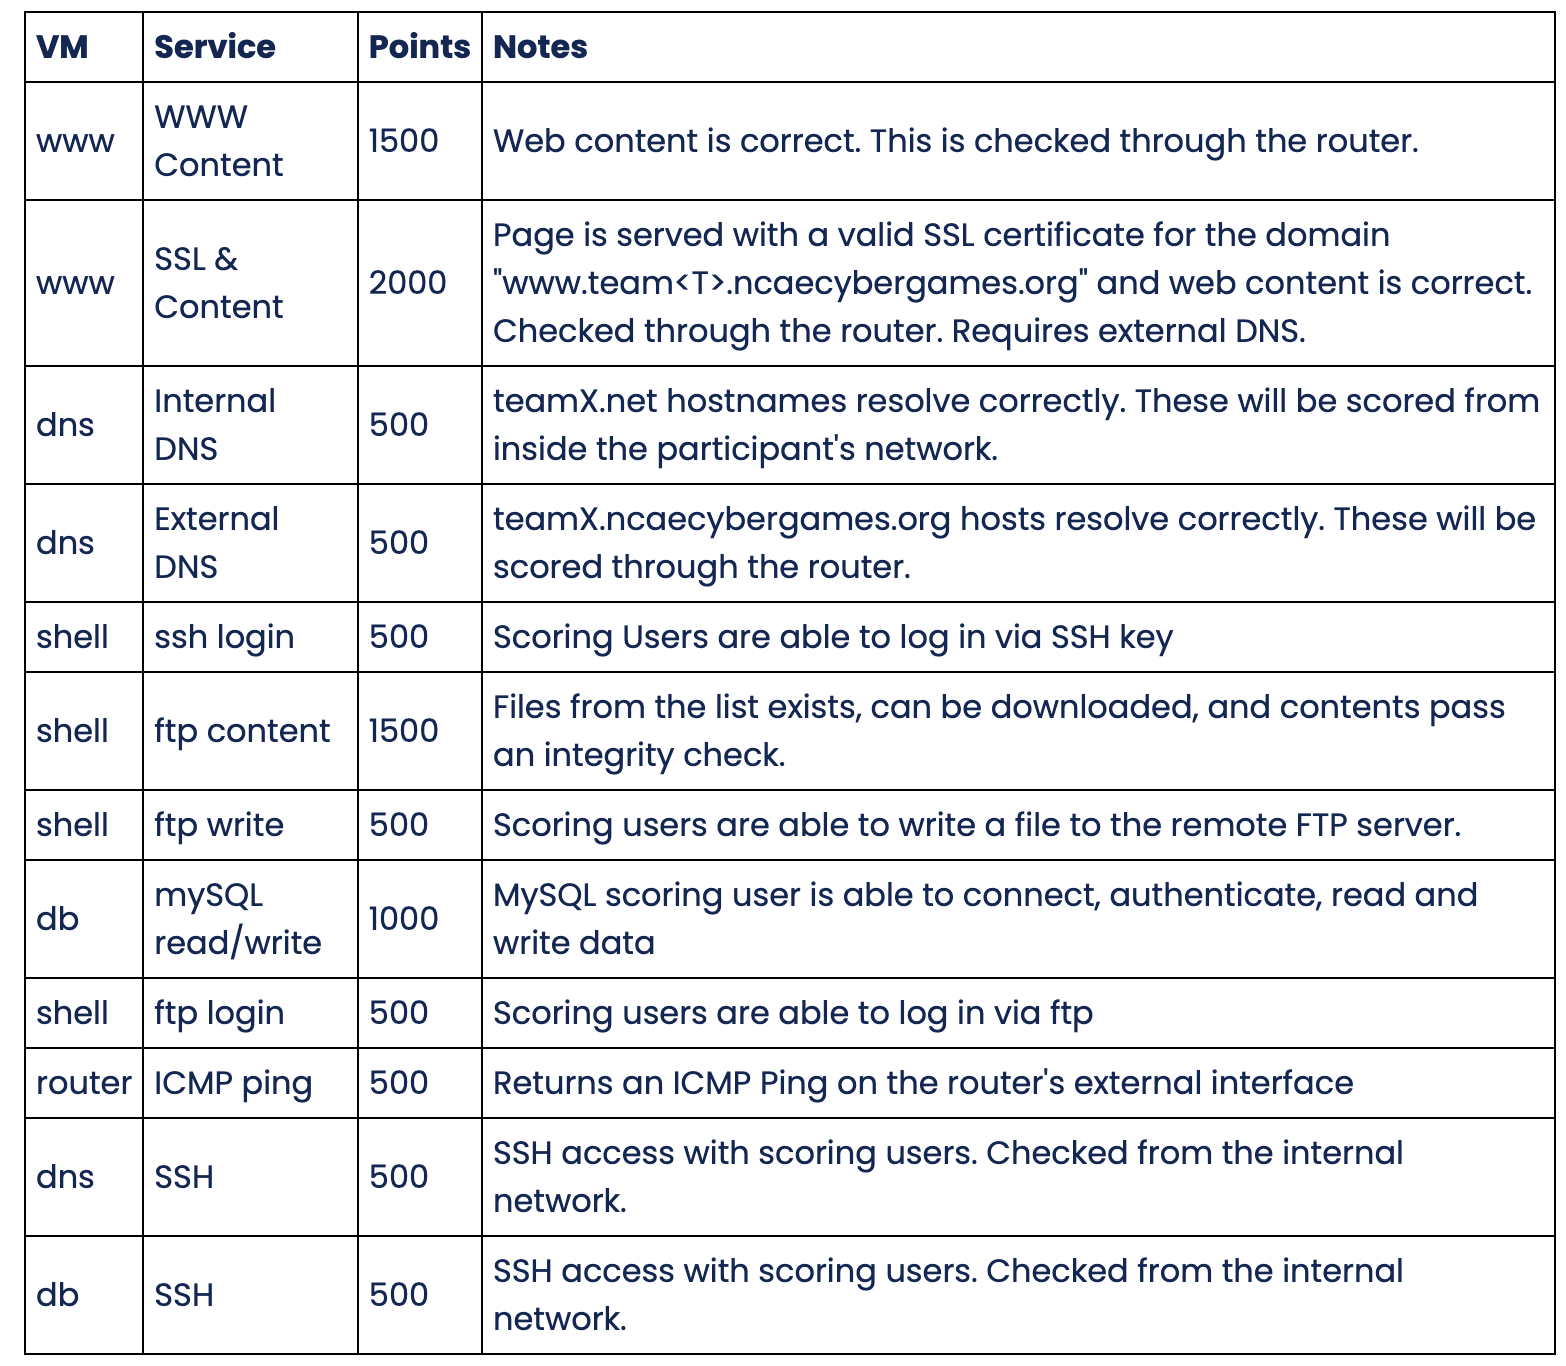 VM Service Points Notes
www WWW Content 1500 Web content is correct. This is checked through the router.
www SSL & Content 2000 Page is served with a valid SSL certificate for the domain
"www.team<T>.ncaecybergames.org" and web content is correct.
Checked through the router. Requires external DNS.
dns Internal DNS 500 teamX.net hostnames resolve correctly. These will be scored from
inside the participant's network.
dns External DNS 500 teamX.ncaecybergames.org hosts resolve correctly. These will be
scored through the router.
shell ssh login 500 Scoring Users are able to log in via SSH key
shell ftp content 1500 Files from the list exists, can be downloaded, and contents pass
an integrity check.
shell ftp write 500 Scoring users are able to write a file to the remote FTP server.
db mySQL read/write 1000 MySQL scoring user is able to connect, authenticate, read and
write data
shell ftp login 500 Scoring users are able to log in via ftp
router ICMP ping 500 Returns an ICMP Ping on the router's external interface
dns SSH 500 SSH access with scoring users. Checked from the internal
network.
db SSH 500 SSH access with scoring users. Checked from the internal
network.